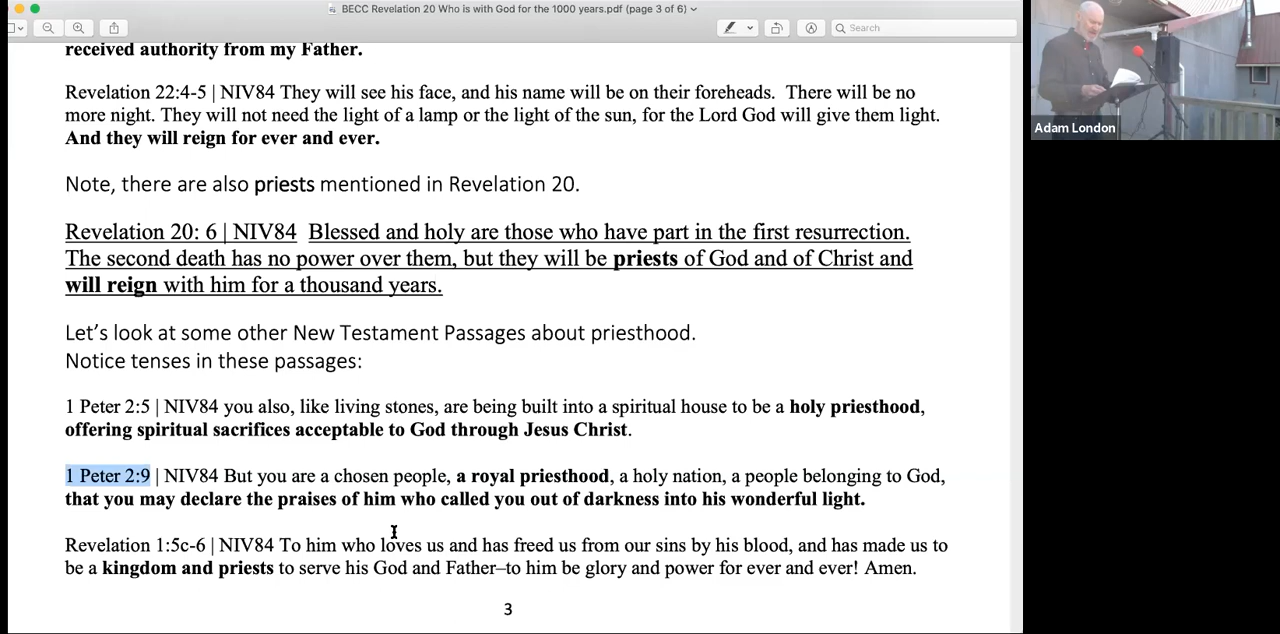 BECC Revelation 20 Who is with God for the 1000 years.pdf (page 3 of 6)
Search
received authority from my Father.
Revelation 22:4-5 | NIV84 They will see his face, and his name will be on their foreheads.  There will be no
more night. They will not need the light of a lamp or the light of the sun, for the Lord God will give them light.
And they will reign for ever and ever.
Note, there are also priests mentioned in Revelation 20.
Revelation 20: 6 | NIV84  Blessed and holy are those who have part in the first resurrection.
The second death has no power over them, but they will be priests of God and of Christ and
will reign with him for a thousand years.
Let’s look at some other New Testament Passages about priesthood.
Notice tenses in these passages:
1 Peter 2:5 | NIV84 you also, like living stones, are being built into a spiritual house to be a holy priesthood,
offering spiritual sacrifices acceptable to God through Jesus Christ.
1 Peter 2:9 | NIV84 But you are a chosen people, a royal priesthood, a holy nation, a people belonging to God,
that you may declare the praises of him who called you out of darkness into his wonderful light.
Revelation 1:5c-6 | NIV84 To him who loves us and has freed us from our sins by his blood, and has made us to
be a kingdom and priests to serve his God and Father–to him be glory and power for ever and ever! Amen.
3
Adam London